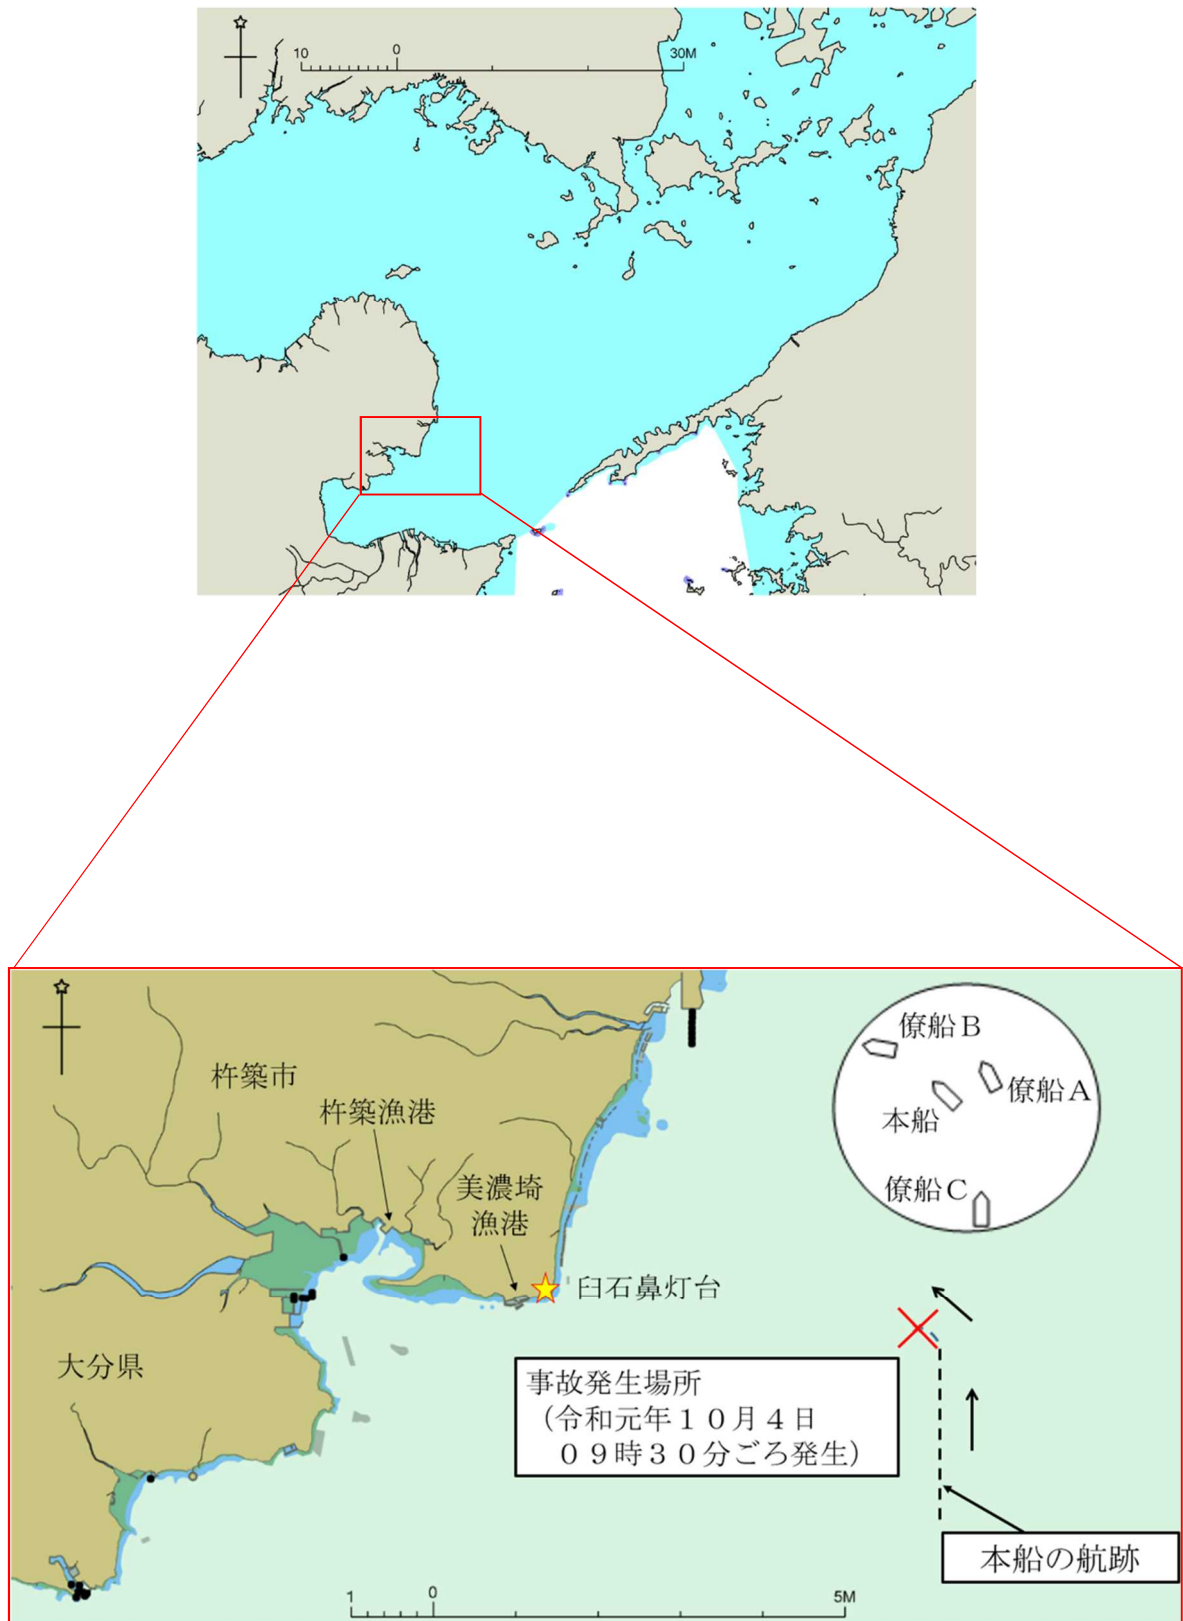 10
0
30M
僚船B
僚船A
本船
僚船C
杵築市
杵築漁港
美濃埼
漁港
臼石鼻灯台
大分県
事故発生場所
（令和元年１０月４日
０９時３０分ごろ発生）
本船の航跡
1
0
5M